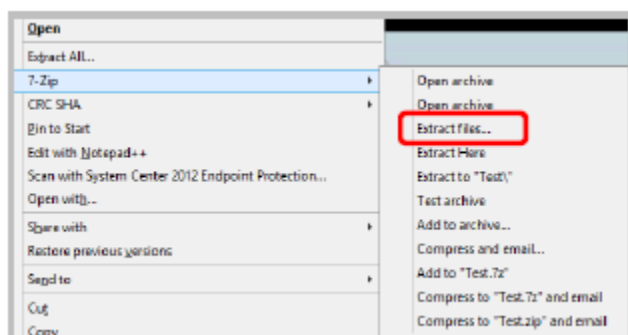 Open
Extract All...
7-Zip
CRC SHA
Pin to Start
Edit with Notepad++
Scan with System Center 2012 Endpoint Protection...
Open with...
Share with
Restore previous versions
Send to
Cut
Copy
Open archive
Open archive
Extract files...
Extract Here
Extract to "Test\"
Test archive
Add to archive...
Compress and email...
Add to "Test.7z"
Compress to "Test.7z" and email
Compress to "Test.zip" and email